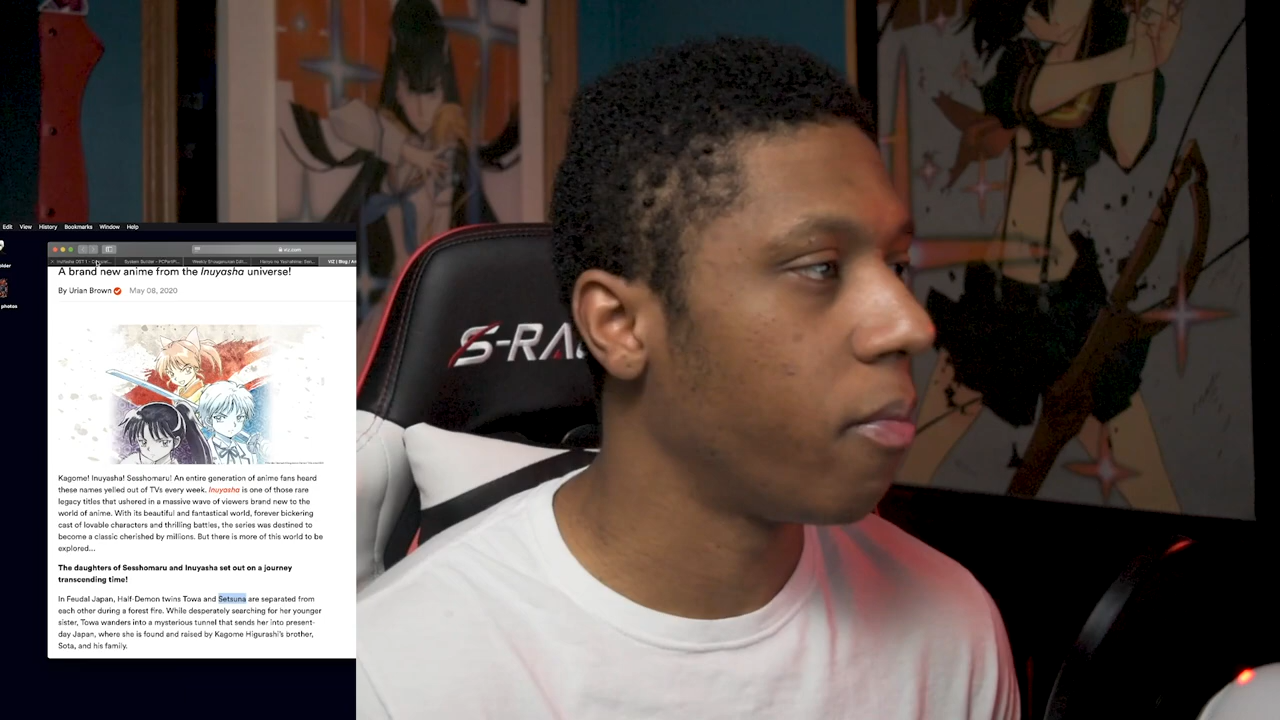 Edit View History Bookmarks Window Help
viz.com
A brand new anime from the Inuyasha universe!
By Urian Brown May 08, 2020
S-RA
Kagome! Inuyasha! Sesshomaru! An entire generation of anime fans heard
these names yelled out of TVs every week. Inuyasha is one of those rare
legacy titles that ushered in a massive wave of viewers brand new to the
world of anime. With its beautiful and fantastical world, forever bickering
cast of lovable characters and thrilling battles, the series was destined to
become a classic cherished by millions. But there is more of this world to be
explored...
The daughters of Sesshomaru and Inuyasha set out on a journey
transcending time!
In Feudal Japan, Half-Demon twins Towa and Setsuna are separated from
each other during a forest fire. While desperately searching for her younger
sister, Towa wanders into a mysterious tunnel that sends her into present-
day Japan, where she is found and raised by Kagome Higurashi's brother,
Sota, and his family.
photos